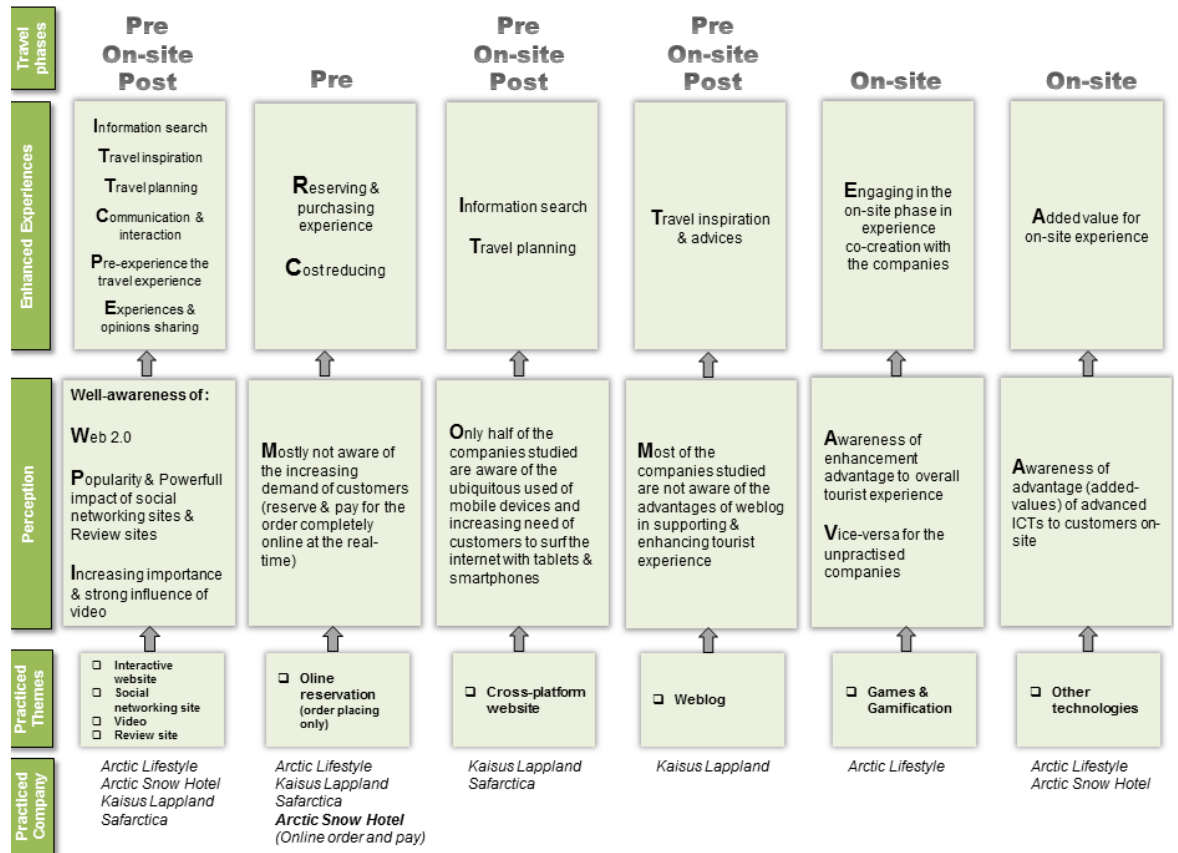 Travel
phases
Pre
On-site
Post
Pre
Pre
On-site
Post
Pre
On-site
Post
On-site
On-site
Enhanced Experiences
Information search
Travel inspiration
Travel planning
Communication &
interaction
Pre-experience the
travel experience
Experiences &
opinions sharing
Reserving &
purchasing
experience
Cost reducing
Information search
Travel planning
Travel inspiration
& advices
Engaging in the
on-site phase in
experience
co-creation with
the companies
Added value for
on-site experience
Perception
Well-awareness of:
Web 2.0
Popularity & Powerfull
impact of social
networking sites &
Review sites
Increasing importance
& strong influence of
video
Mostly not aware of
the increasing
demand of customers
(reserve & pay for the
order completely
online at the real-
time)
Only half of the
companies studied
are aware of the
ubiquitous used of
mobile devices and
increasing need of
customers to surf the
internet with tablets &
smartphones
Most of the
companies studied
are not aware of the
advantages of weblog
in supporting &
enhancing tourist
experience
Awareness of
enhancement
advantage to overall
tourist experience
Vice-versa for the
unpractised
companies
Awareness of
advantage (added-
values) of advanced
ICTs to customers on-
site
Practiced
Themes
❑ Interactive
website
❑ Social
networking site
❑ Video
❑ Review site
❑ Oline
reservation
(order placing
only)
❑ Cross-platform
website
❑ Weblog
❑ Games &
Gamification
❑ Other
technologies
Practiced
Company
Arctic Lifestyle
Arctic Snow Hotel
Kaisus Lappland
Safarctica
Arctic Lifestyle
Kaisus Lappland
Safarctica
Arctic Snow Hotel
(Online order and pay)
Kaisus Lappland
Safarctica
Kaisus Lappland
Arctic Lifestyle
Arctic Lifestyle
Arctic Snow Hotel